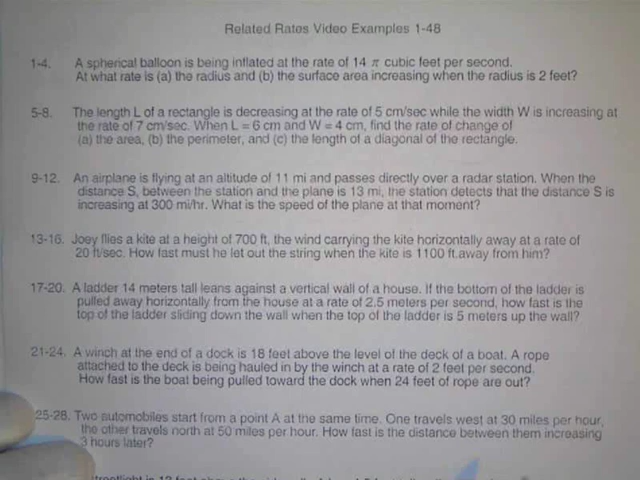 Related Rates Video Examples 1-48
1-4. A spherical balloon is being inflated at the rate of 14 π cubic feet per second.
At what rate is (a) the radius and (b) the surface area increasing when the radius is 2 feet?
5-8. The length L of a rectangle is decreasing at the rate of 5 cm/sec while the width W is increasing at
the rate of 7 cm/sec. When L = 6 cm and W = 4 cm, find the rate of change of
(a) the area, (b) the perimeter, and (c) the length of a diagonal of the rectangle.
9-12. An airplane is flying at an altitude of 11 mi and passes directly over a radar station. When the
distance S, between the station and the plane is 13 mi, the station detects that the distance S is
increasing at 300 mi/hr. What is the speed of the plane at that moment?
13-16. Joey flies a kite at a height of 700 ft, the wind carrying the kite horizontally away at a rate of
20 ft/sec. How fast must he let out the string when the kite is 1100 ft.away from him?
17-20. A ladder 14 meters tall leans against a vertical wall of a house. If the bottom of the ladder is
pulled away horizontally from the house at a rate of 2.5 meters per second, how fast is the
top of the ladder sliding down the wall when the top of the ladder is 5 meters up the wall?
21-24. A winch at the end of a dock is 18 feet above the level of the deck of a boat. A rope
attached to the deck is being hauled in by the winch at a rate of 2 feet per second.
How fast is the boat being pulled toward the dock when 24 feet of rope are out?
25-28. Two automobiles start from a point A at the same time. One travels west at 30 miles per hour,
the other travels north at 50 miles per hour. How fast is the distance between them increasing
3 hours later?